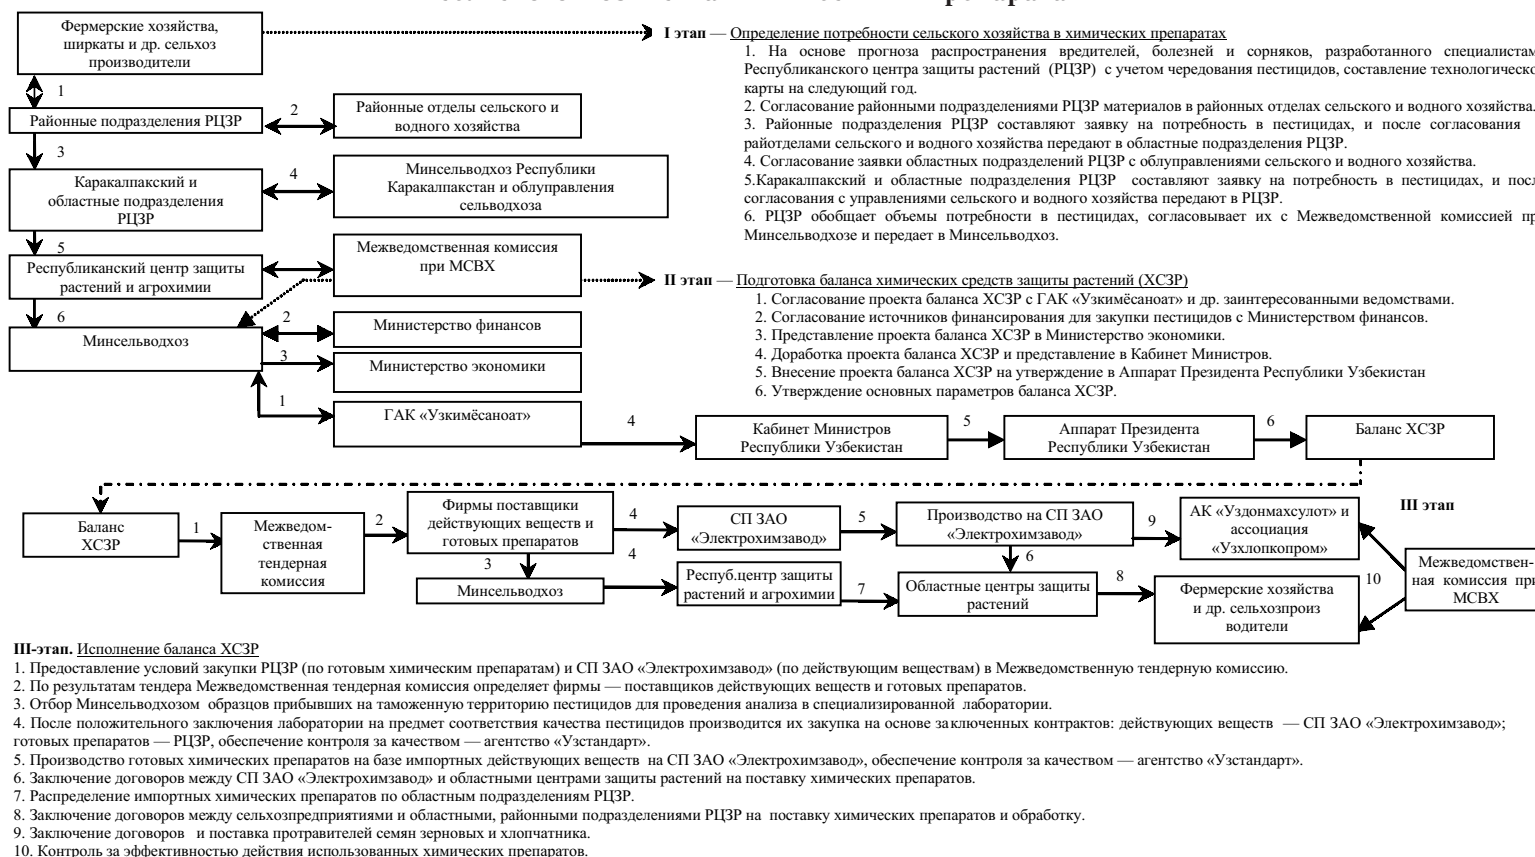 Фермерские хозяйства,
ширкаты и др. сельхоз
производители
1
Районные подразделения РЦЗР
2
Районные отделы сельского и
водного хозяйства
3
Каракалпакский и
областные подразделения
РЦЗР
4
Минсельводхоз Республики
Каракалпакстан и облуправления
сельводхоза
5
Республиканский центр защиты
растений и агрохимии
Межведомственная комиссия
при МСВХ
6
Минсельводхоз
2
Министерство финансов
3
Министерство экономики
1
ГАК «Узкимёсаноат»
I этап — Определение потребности сельского хозяйства в химических препаратах
1. На основе прогноза распространения вредителей, болезней и сорняков, разработанного специалистам
Республиканского центра защиты растений (РЦЗР) с учетом чередования пестицидов, составление технологическо
карты на следующий год.
2. Согласование районными подразделениями РЦЗР материалов в районных отделах сельского и водного хозяйства.
3. Районные подразделения РЦЗР составляют заявку на потребность в пестицидах, и после согласования
райотделами сельского и водного хозяйства передают в областные подразделения РЦЗР.
4. Согласование заявки областных подразделений РЦЗР с облуправлениями сельского и водного хозяйства.
5.Каракалпакский и областные подразделения РЦЗР составляют заявку на потребность в пестицидах, и посл
согласования с управлениями сельского и водного хозяйства передают в РЦЗР.
6. РЦЗР обобщает объемы потребности в пестицидах, согласовывает их с Межведомственной комиссией пр
Минсельводхозе и передает в Минсельводхоз.
II этап — Подготовка баланса химических средств защиты растений (ХСЗР)
1. Согласование проекта баланса ХСЗР с ГАК «Узкимёсаноат» и др. заинтересованными ведомствами.
2. Согласование источников финансирования для закупки пестицидов с Министерством финансов.
3. Представление проекта баланса ХСЗР в Министерство экономики.
4. Доработка проекта баланса ХСЗР и представление в Кабинет Министров.
5. Внесение проекта баланса ХСЗР на утверждение в Аппарат Президента Республики Узбекистан
6. Утверждение основных параметров баланса ХСЗР.
4
Кабинет Министров
Республики Узбекистан
5
Аппарат Президента
Республики Узбекистан
6
Баланс ХСЗР
Баланс
ХСЗР
1
Межведом-
ственная
тендерная
комиссия
2
Фирмы поставщики
действующих веществ и
готовых препаратов
3
Минсельводхоз
4
СП ЗАО
«Электрохимзавод»
4
Респуб.центр защиты
растений и агрохимии
5
Производство на СП ЗАО
«Электрохимзавод»
6
7
Областные центры защиты
растений
8
9
АК «Уздонмахсулот» и
ассоциация
«Узхлопкопром»
Фермерские хозяйства
и др. сельхозпроиз
водители
10
III этап
Межведомствен-
ная комиссия при
МСВХ
III-этап. Исполнение баланса ХСЗР
1. Предоставление условий закупки РЦЗР (по готовым химическим препаратам) и СП ЗАО «Электрохимзавод» (по действующим веществам) в Межведомственную тендерную комиссию.
2. По результатам тендера Межведомственная тендерная комиссия определяет фирмы — поставщиков действующих веществ и готовых препаратов.
3. Отбор Минсельводхозом образцов прибывших на таможенную территорию пестицидов для проведения анализа в специализированной лаборатории.
4. После положительного заключения лаборатории на предмет соответствия качества пестицидов производится их закупка на основе заключенных контрактов: действующих веществ — СП ЗАО «Электрохимзавод»;
готовых препаратов — РЦЗР, обеспечение контроля за качеством — агентство «Узстандарт».
5. Производство готовых химических препаратов на базе импортных действующих веществ на СП ЗАО «Электрохимзавод», обеспечение контроля за качеством — агентство «Узстандарт».
6. Заключение договоров между СП ЗАО «Электрохимзавод» и областными центрами защиты растений на поставку химических препаратов.
7. Распределение импортных химических препаратов по областным подразделениям РЦЗР.
8. Заключение договоров между сельхозпредприятиями и областными, районными подразделениями РЦЗР на поставку химических препаратов и обработку.
9. Заключение договоров и поставка протравителей семян зерновых и хлопчатника.
10. Контроль за эффективностью действия использованных химических препаратов.